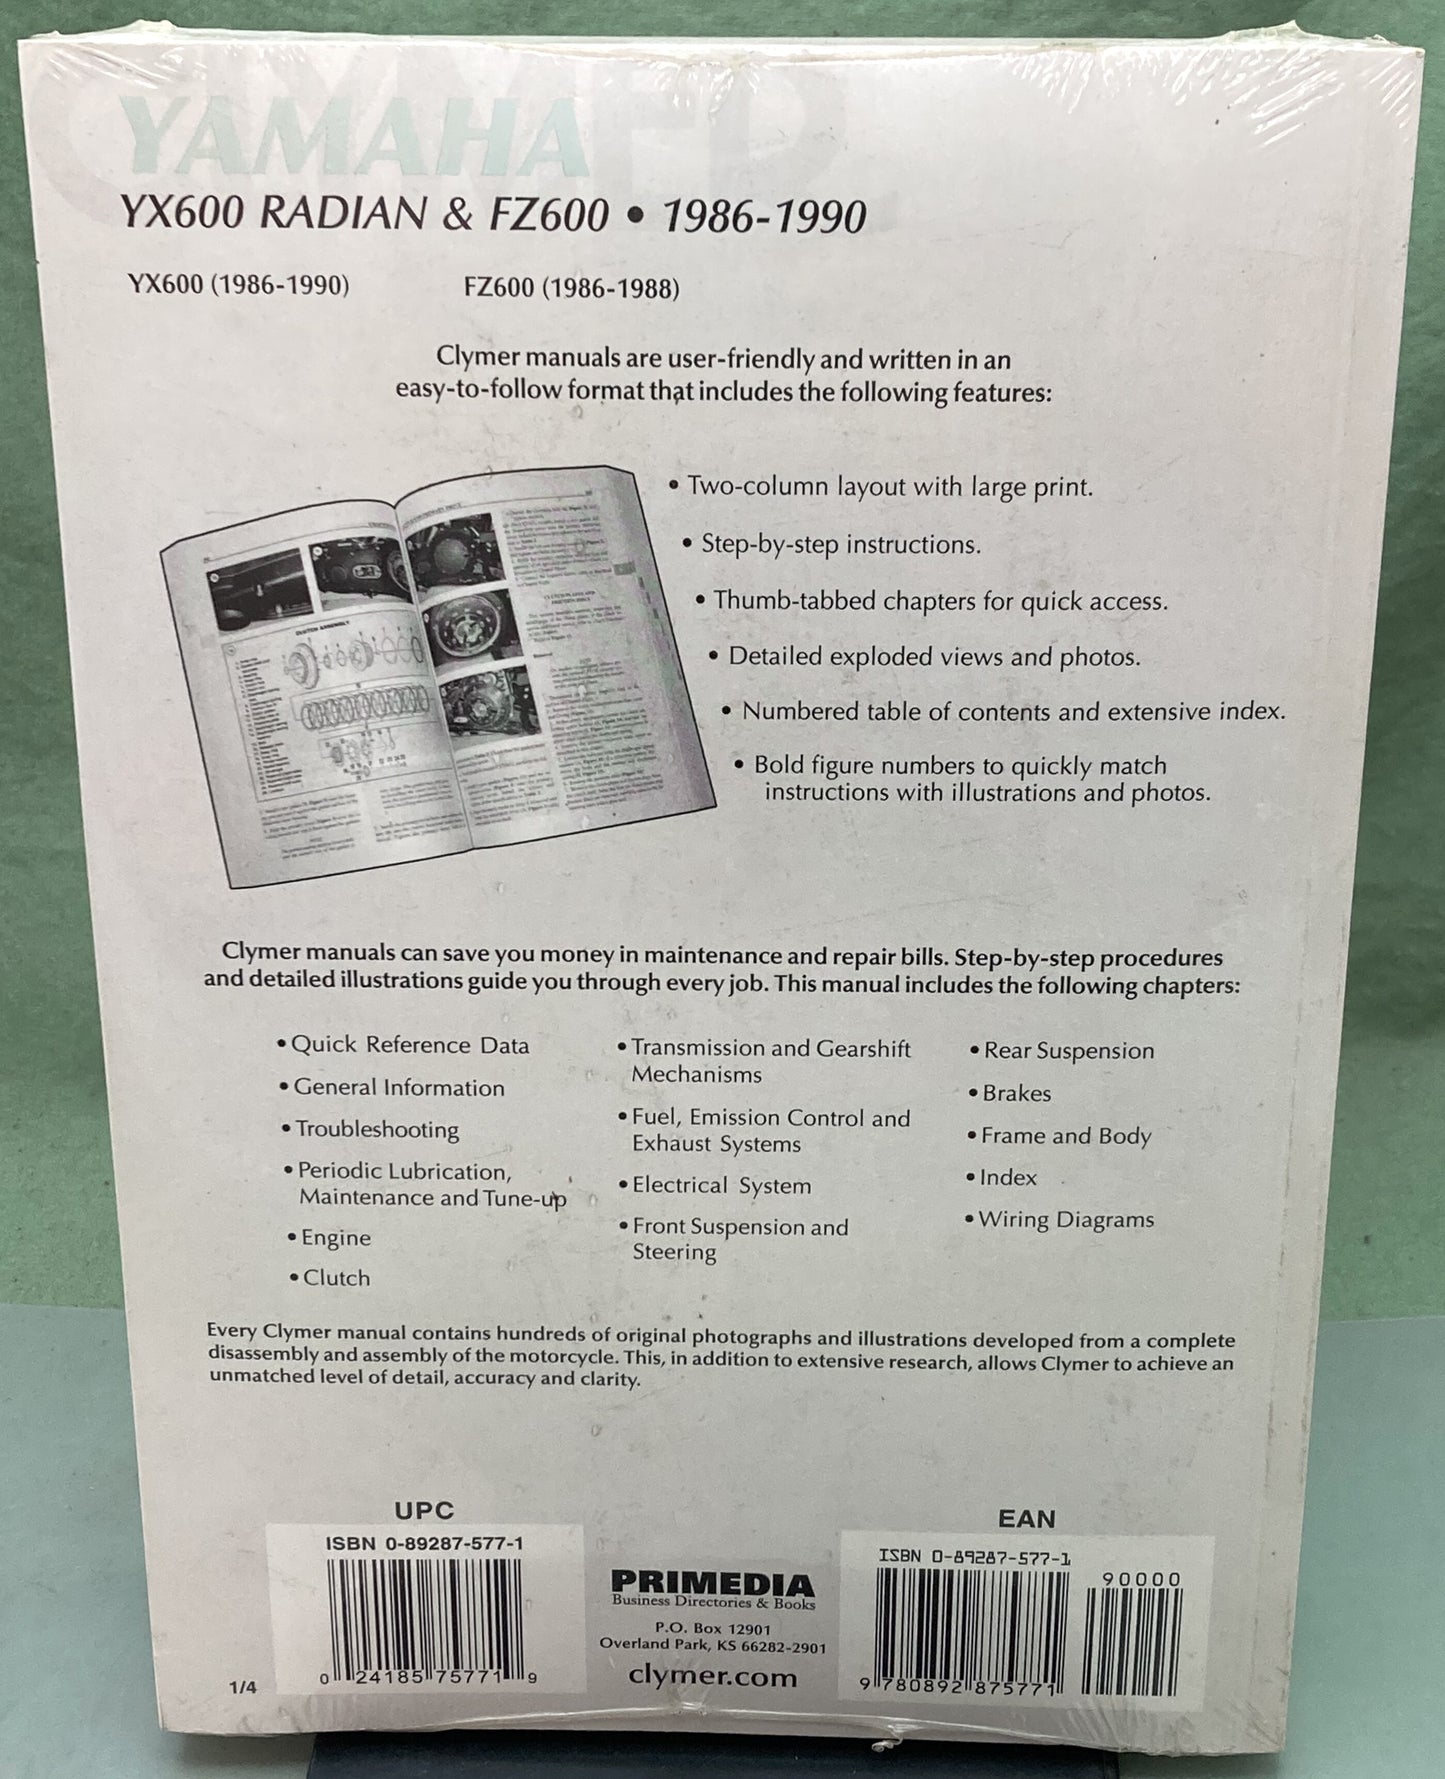 YAMAHA
YX600 RADIAN & FZ600 • 1986-1990
YX600 (1986-1990) FZ600 (1986-1988)
Clymer manuals are user-friendly and written in an
easy-to-follow format that includes the following features:
• Two-column layout with large print.
• Step-by-step instructions.
• Thumb-tabbed chapters for quick access.
• Detailed exploded views and photos.
• Numbered table of contents and extensive index.
• Bold figure numbers to quickly match
instructions with illustrations and photos.
CLUTCH ASSEMBLY
Clymer manuals can save you money in maintenance and repair bills. Step-by-step procedures
and detailed illustrations guide you through every job. This manual includes the following chapters:
• Quick Reference Data
• General Information
• Troubleshooting
• Periodic Lubrication,
Maintenance and Tune-up
• Engine
• Clutch
• Transmission and Gearshift
Mechanisms
• Fuel, Emission Control and
Exhaust Systems
• Electrical System
• Front Suspension and
Steering
• Rear Suspension
• Brakes
• Frame and Body
• Index
• Wiring Diagrams
Every Clymer manual contains hundreds of original photographs and illustrations developed from a complete
disassembly and assembly of the motorcycle. This, in addition to extensive research, allows Clymer to achieve an
unmatched level of detail, accuracy and clarity.
UPC
ISBN 0-89287-577-1
0 24185 75771 9
1/4
PRIMEDIA
Business Directories & Books
P.O. Box 12901
Overland Park, KS 66282-2901
clymer.com
EAN
ISBN 0-89287-577-1
90000
9 780892 875771